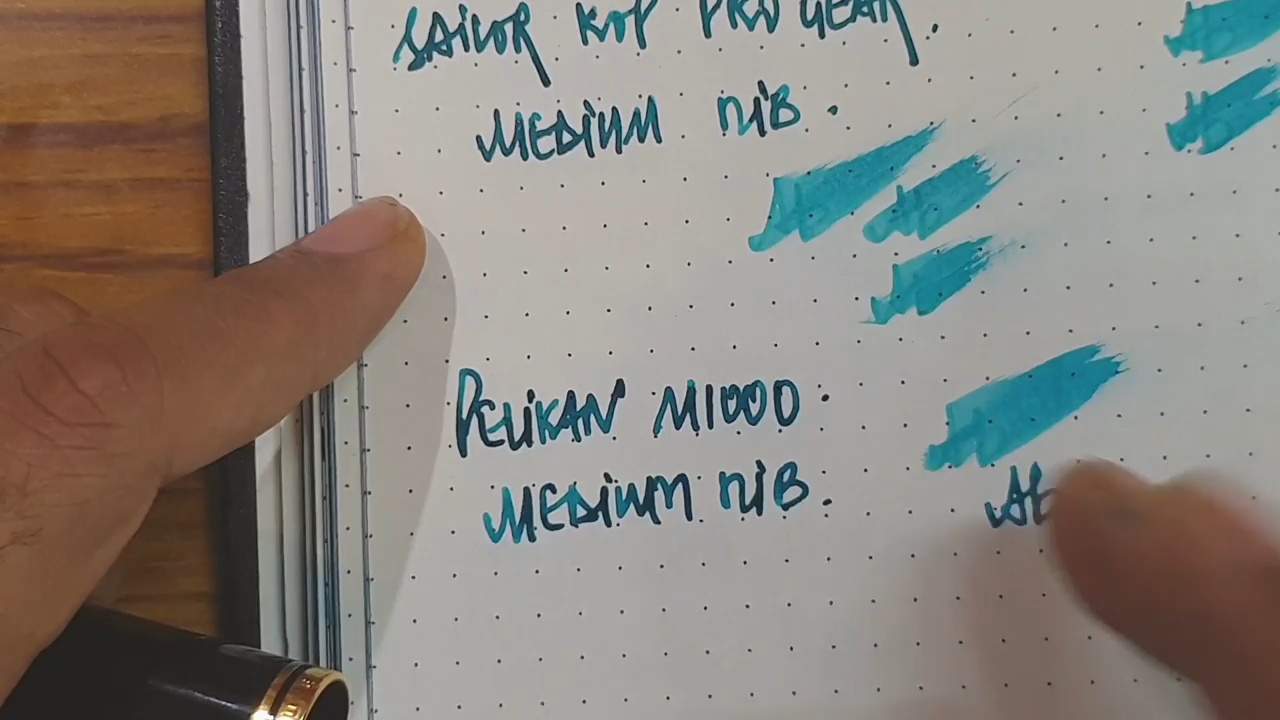 SAILOR KOP PRO GEAR.
MEDIUM NIB.
PELIKAN M1000:
MEDIUM NIB: